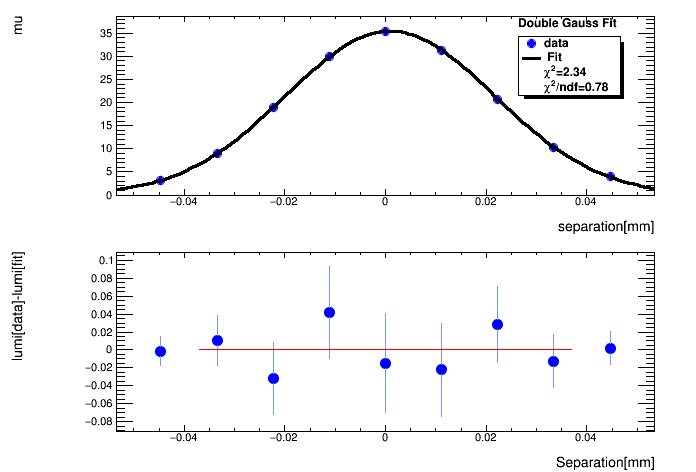 mu
Double Gauss Fit
data
Fit
χ²=2.34
χ²/ndf=0.78
35
30
25
20
15
10
5
0
−0.04 −0.02 0 0.02 0.04
separation[mm]
lumi[data]-lumi[fit]
0.1
0.08
0.06
0.04
0.02
0
−0.02
−0.04
−0.06
−0.08
−0.04 −0.02 0 0.02 0.04
Separation[mm]